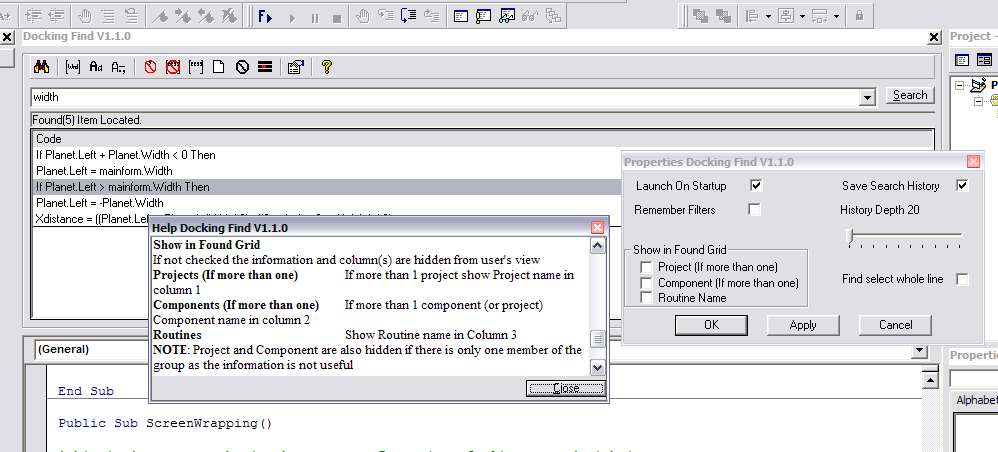 Docking Find V1.1.0
Project -
width
Search
Found(5) Item Located.
Code
If Planet.Left + Planet.Width < 0 Then
Planet.Left = mainform.Width
If Planet.Left > mainform.Width Then
Planet.Left = -Planet.Width
Xdistance = ((Planet.Left
Help Docking Find V1.1.0
Show in Found Grid
If not checked the information and column(s) are hidden from user's view
Projects (If more than one) If more than 1 project show Project name in
column 1
Components (If more than one) If more than 1 component (or project)
Component name in column 2
Routines Show Routine name in Column 3
NOTE: Project and Component are also hidden if there is only one member of the
group as the information is not useful
Close
Properties Docking Find V1.1.0
Launch On Startup
Save Search History
Remember Filters
History Depth 20
Show in Found Grid
Project (If more than one)
Component (If more than one)
Routine Name
Find select whole line
OK
Apply
Cancel
(General)
End Sub
Public Sub ScreenWrapping()
Properti
Alphabet